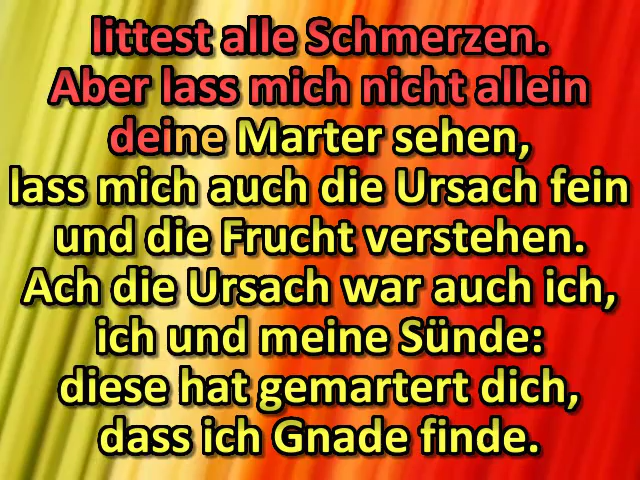 littest alle Schmerzen.
Aber lass mich nicht allein
deine Marter sehen,
lass mich auch die Ursach fein
und die Frucht verstehen.
Ach die Ursach war auch ich,
ich und meine Sünde:
diese hat gemartert dich,
dass ich Gnade finde.